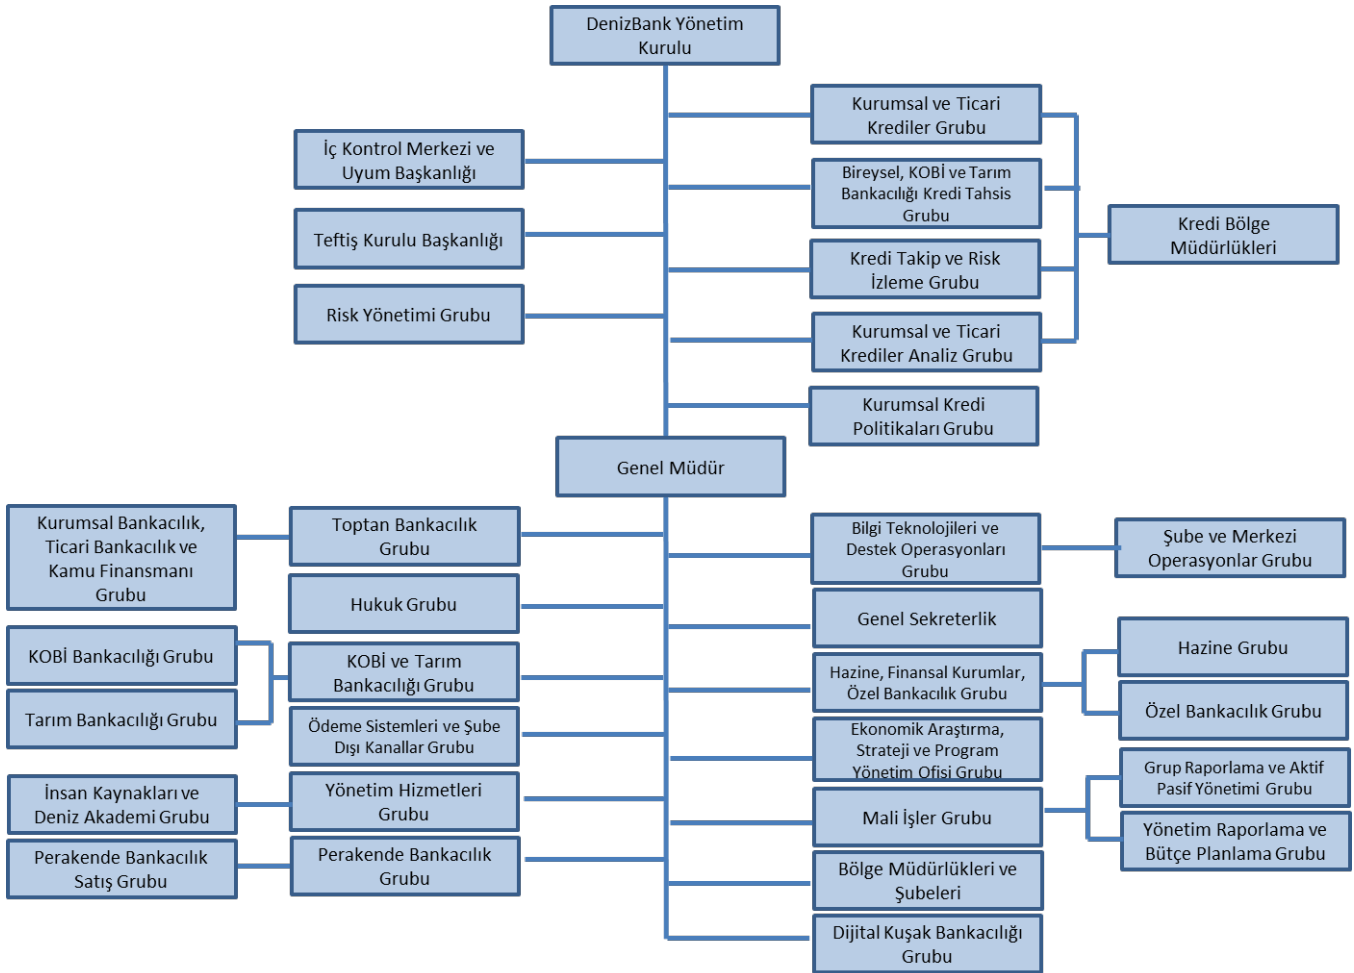 DenizBank Yönetim
Kurulu
Kurumsal ve Ticari
Krediler Grubu
İç Kontrol Merkezi ve
Uyum Başkanlığı
Bireysel, KOBİ ve Tarım
Bankacılığı Kredi Tahsis
Grubu
Kredi Bölge
Müdürlükleri
Teftiş Kurulu Başkanlığı
Kredi Takip ve Risk
İzleme Grubu
Risk Yönetimi Grubu
Kurumsal ve Ticari
Krediler Analiz Grubu
Kurumsal Kredi
Politikaları Grubu
Genel Müdür
Kurumsal Bankacılık,
Ticari Bankacılık ve
Kamu Finansmanı
Grubu
Toptan Bankacılık
Grubu
Bilgi Teknolojileri ve
Destek Operasyonları
Grubu
Şube ve Merkezi
Operasyonlar Grubu
Hukuk Grubu
Genel Sekreterlik
KOBİ Bankacılığı Grubu
KOBİ ve Tarım
Bankacılığı Grubu
Hazine, Finansal Kurumlar,
Özel Bankacılık Grubu
Hazine Grubu
Tarım Bankacılığı Grubu
Ödeme Sistemleri ve Şube
Dışı Kanallar Grubu
Ekonomik Araştırma,
Strateji ve Program
Yönetim Ofisi Grubu
Özel Bankacılık Grubu
İnsan Kaynakları ve
Deniz Akademi Grubu
Yönetim Hizmetleri
Grubu
Mali İşler Grubu
Grup Raporlama ve Aktif
Pasif Yönetimi Grubu
Perakende Bankacılık
Satış Grubu
Perakende Bankacılık
Grubu
Bölge Müdürlükleri ve
Şubeleri
Yönetim Raporlama ve
Bütçe Planlama Grubu
Dijital Kuşak Bankacılığı
Grubu